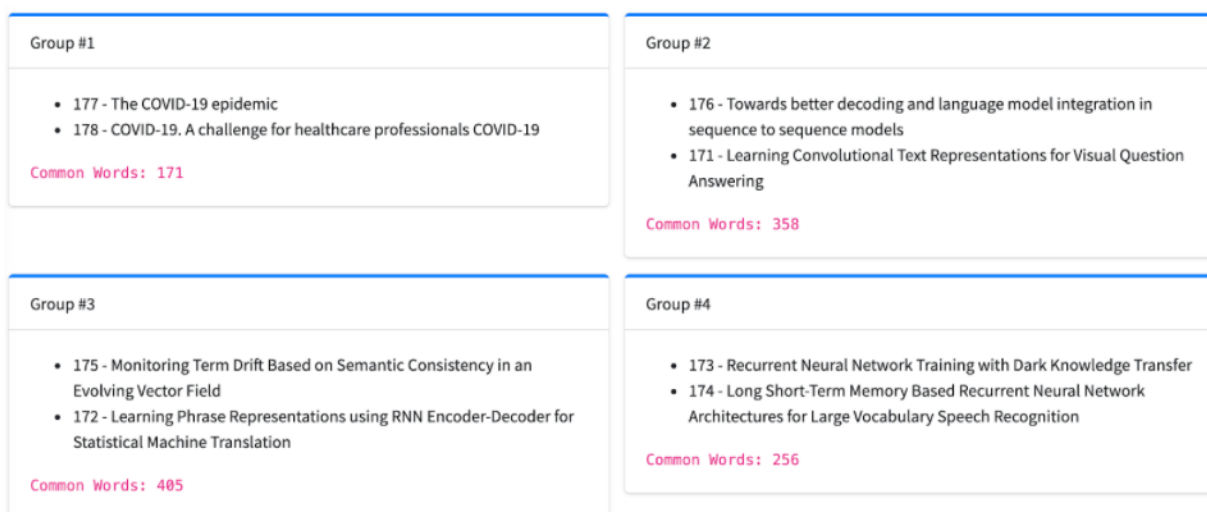 Group #1
• 177 - The COVID-19 epidemic
• 178 - COVID-19. A challenge for healthcare professionals COVID-19
Common Words: 171
Group #2
• 176 - Towards better decoding and language model integration in
sequence to sequence models
• 171 - Learning Convolutional Text Representations for Visual Question
Answering
Common Words: 358
Group #3
• 175 - Monitoring Term Drift Based on Semantic Consistency in an
Evolving Vector Field
• 172 - Learning Phrase Representations using RNN Encoder-Decoder for
Statistical Machine Translation
Common Words: 405
Group #4
• 173 - Recurrent Neural Network Training with Dark Knowledge Transfer
• 174 - Long Short-Term Memory Based Recurrent Neural Network
Architectures for Large Vocabulary Speech Recognition
Common Words: 256